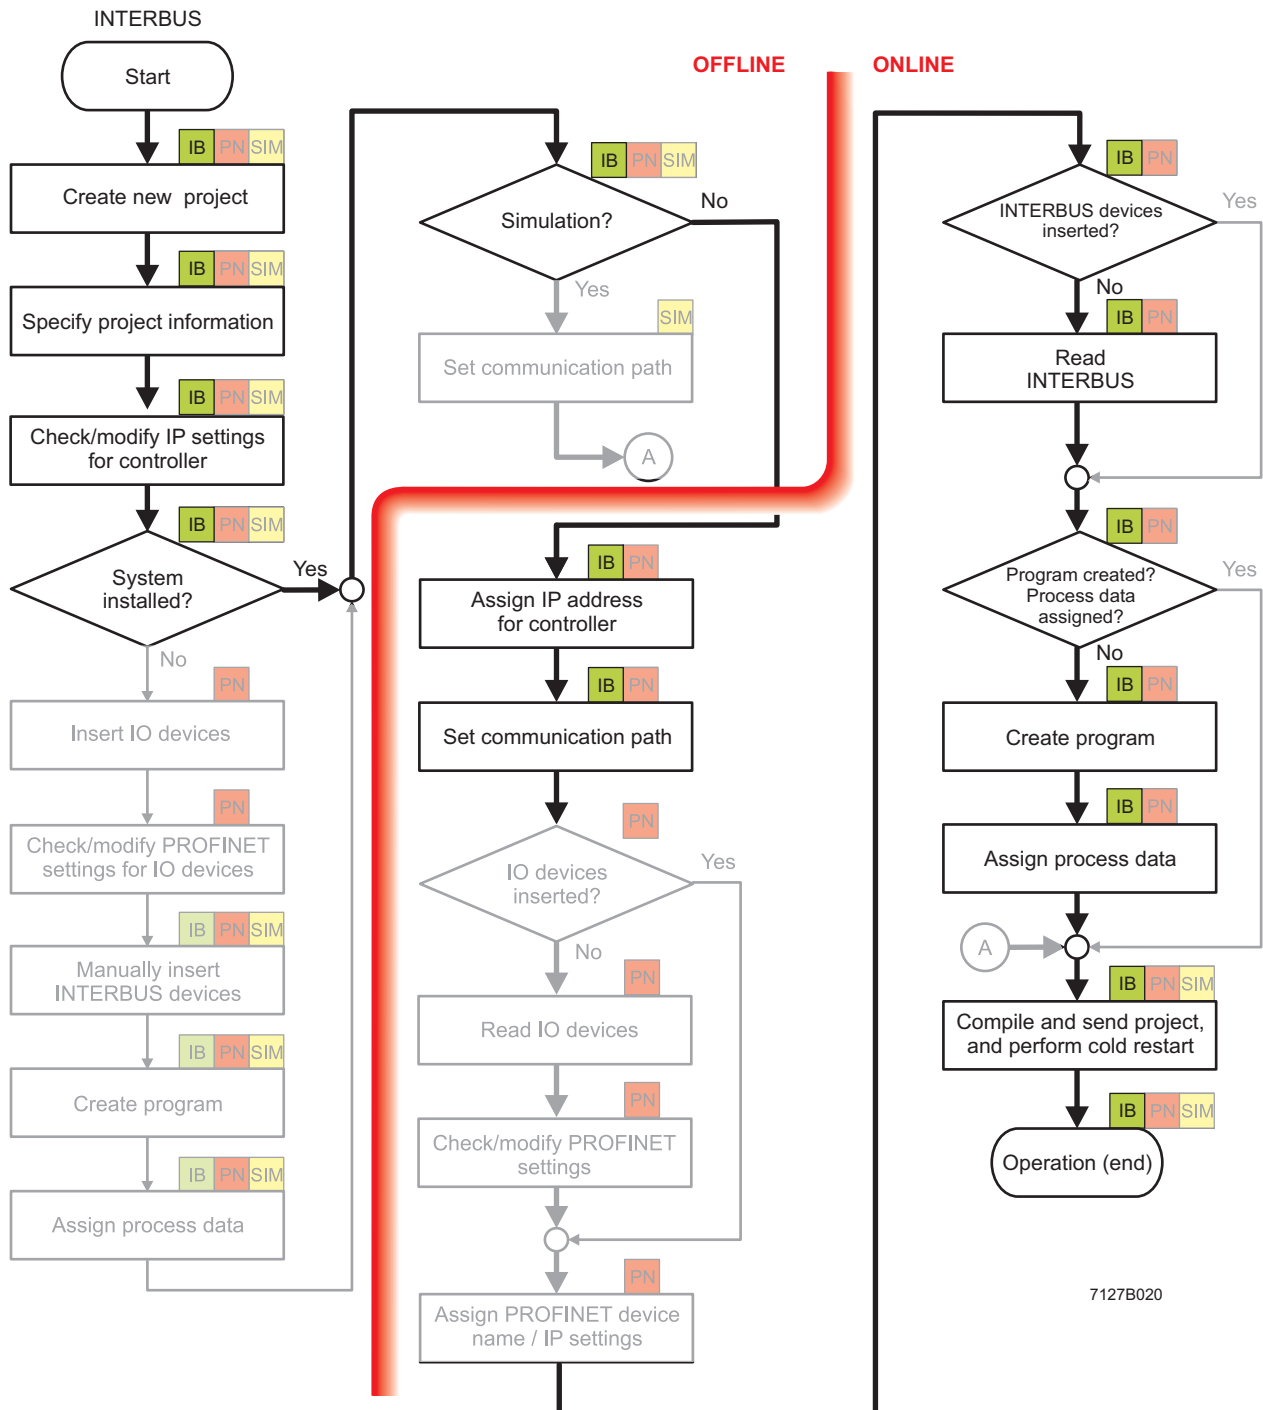 INTERBUS
Start
IB PN SIM
Create new project
IB PN SIM
Specify project information
IB PN SIM
Check/modify IP settings
for controller
IB PN SIM
System
installed?
Yes
No
PN
Insert IO devices
PN
Check/modify PROFINET
settings for IO devices
IB PN SIM
Manually insert
INTERBUS devices
IB PN SIM
Create program
IB PN SIM
Assign process data
OFFLINE
ONLINE
IB PN SIM
Simulation?
No
Yes
SIM
Set communication path
A
IB PN
Assign IP address
for controller
IB PN
Set communication path
PN
IO devices
inserted?
Yes
No
PN
Read IO devices
PN
Check/modify PROFINET
settings
PN
Assign PROFINET device
name / IP settings
IB PN
INTERBUS devices
inserted?
Yes
No
IB PN
Read
INTERBUS
IB PN
Program created?
Process data
assigned?
Yes
No
IB PN
Create program
IB PN
Assign process data
A
IB PN SIM
Compile and send project,
and perform cold restart
IB PN SIM
Operation (end)
7127B020